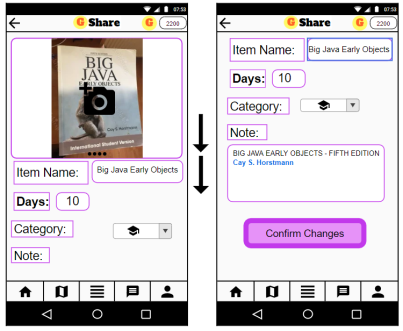 07:53
G Share
G 2200
BIG
JAVA
EARLY OBJECTS
Cay S. Horstmann
International Student Version
Item Name:
Big Java Early Objects
Days: 10
Category:
Note:
07:53
G Share
G 2200
Item Name:
Big Java Early Objects
Days: 10
Category:
Note:
BIG JAVA EARLY OBJECTS - FIFTH EDITION
Cay S. Horstmann
Confirm Changes